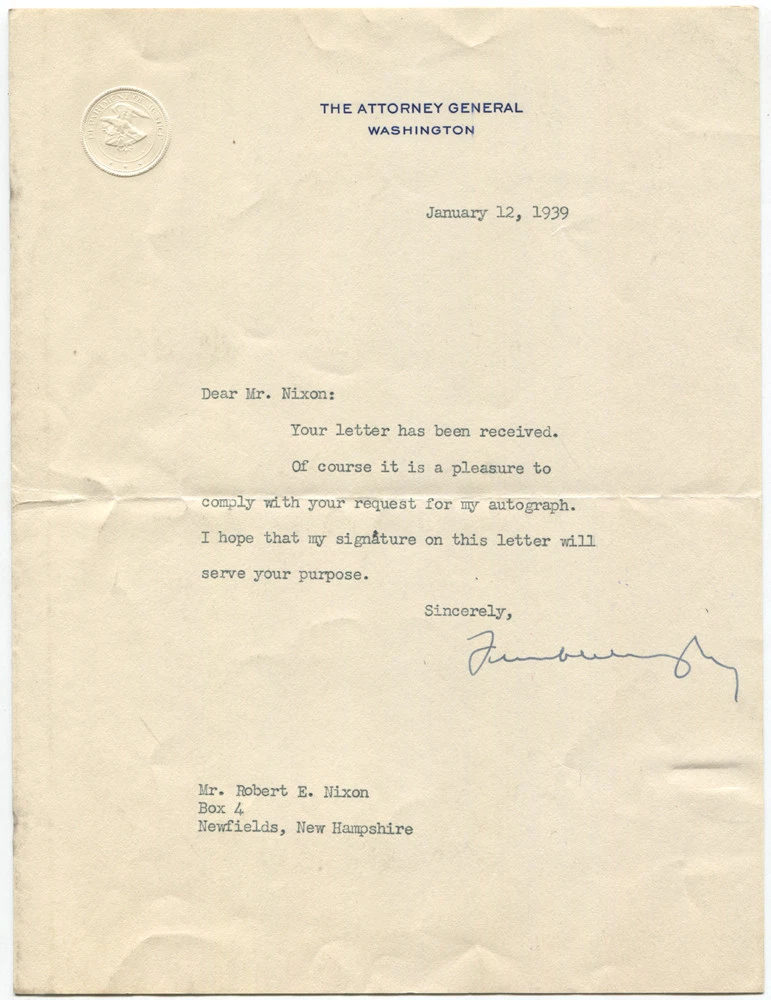 THE ATTORNEY GENERAL
WASHINGTON
January 12, 1939
Dear Mr. Nixon:
Your letter has been received.
Of course it is a pleasure to
comply with your request for my autograph.
I hope that my signature on this letter will
serve your purpose.
Sincerely,
Mr. Robert E. Nixon
Box 4
Newfields, New Hampshire